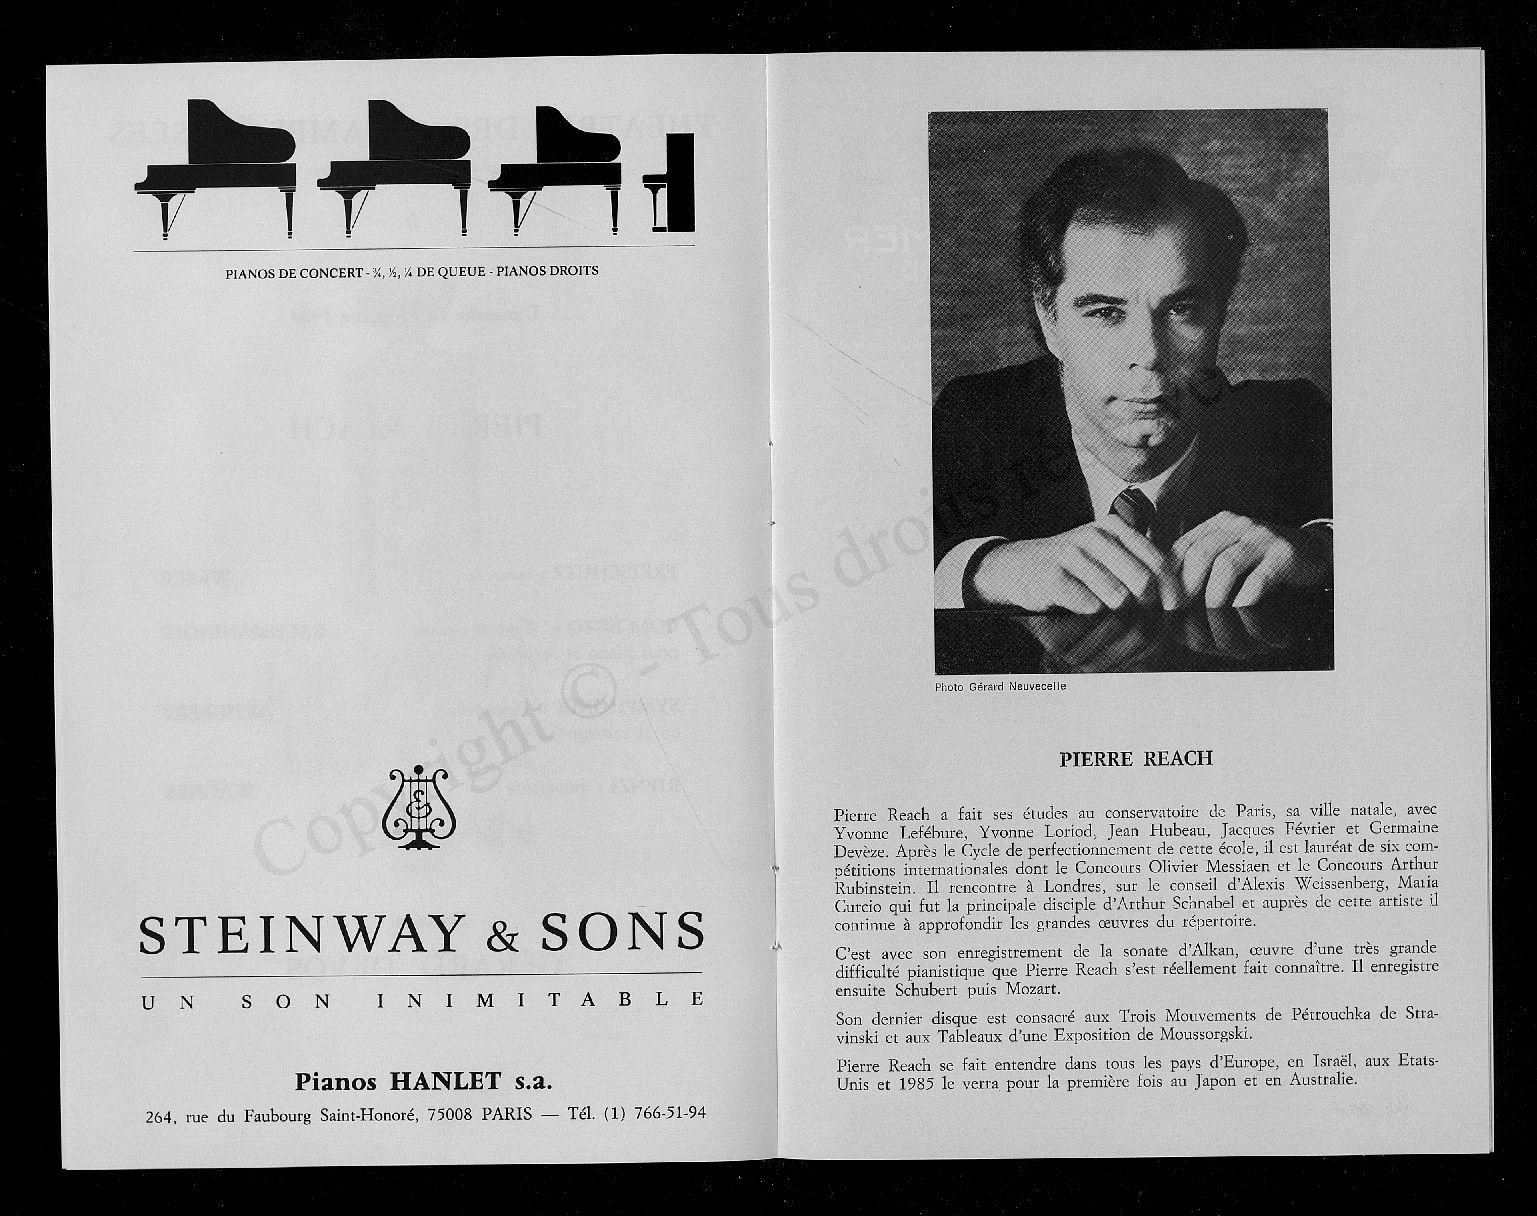 PIANOS DE CONCERT - ¾, ½, ¼ DE QUEUE - PIANOS DROITS
STEINWAY & SONS
UN SON INIMITABLE
Pianos HANLET s.a.
264, rue du Faubourg Saint-Honoré, 75008 PARIS — Tél. (1) 766-51-94
Copyright © - Tous droits
Photo Gérard Neuvecelle
PIERRE REACH
Pierre Reach a fait ses études au conservatoire de Paris, sa ville natale, avec
Yvonne Lefébure, Yvonne Loriod, Jean Hubeau, Jacques Février et Germaine
Devèze. Après le Cycle de perfectionnement de cette école, il est lauréat de six com-
pétitions internationales dont le Concours Olivier Messiaen et le Concours Arthur
Rubinstein. Il rencontre à Londres, sur le conseil d'Alexis Weissenberg, Maria
Curcio qui fut la principale disciple d'Arthur Schnabel et auprès de cette artiste il
continue à approfondir les grandes œuvres du répertoire.
C'est avec son enregistrement de la sonate d'Alkan, œuvre d'une très grande
difficulté pianistique que Pierre Reach s'est réellement fait connaître. Il enregistre
ensuite Schubert puis Mozart.
Son dernier disque est consacré aux Trois Mouvements de Pétrouchka de Stra-
vinski et aux Tableaux d'une Exposition de Moussorgski.
Pierre Reach se fait entendre dans tous les pays d'Europe, en Israël, aux Etats-
Unis et 1985 le verra pour la première fois au Japon et en Australie.